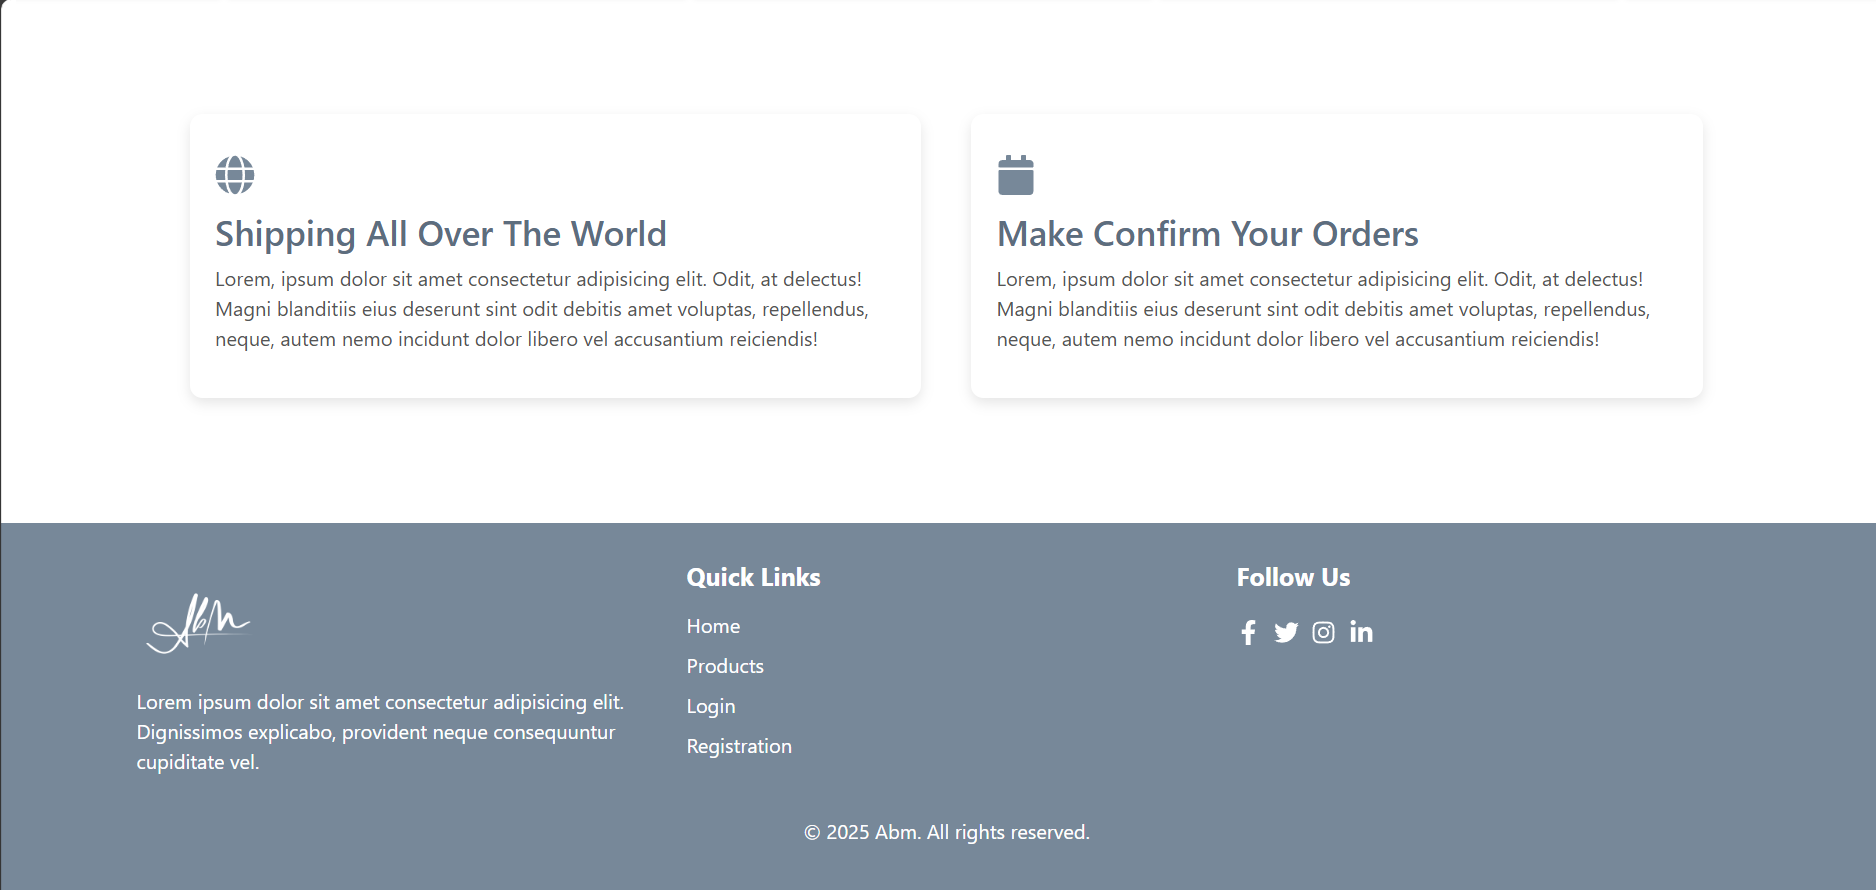 Shipping All Over The World
Lorem, ipsum dolor sit amet consectetur adipisicing elit. Odit, at delectus!
Magni blanditiis eius deserunt sint odit debitis amet voluptas, repellendus,
neque, autem nemo incidunt dolor libero vel accusantium reiciendis!
Make Confirm Your Orders
Lorem, ipsum dolor sit amet consectetur adipisicing elit. Odit, at delectus!
Magni blanditiis eius deserunt sint odit debitis amet voluptas, repellendus,
neque, autem nemo incidunt dolor libero vel accusantium reiciendis!
Abm
Lorem ipsum dolor sit amet consectetur adipisicing elit.
Dignissimos explicabo, provident neque consequuntur
cupiditate vel.
Quick Links
Home
Products
Login
Registration
Follow Us
© 2025 Abm. All rights reserved.